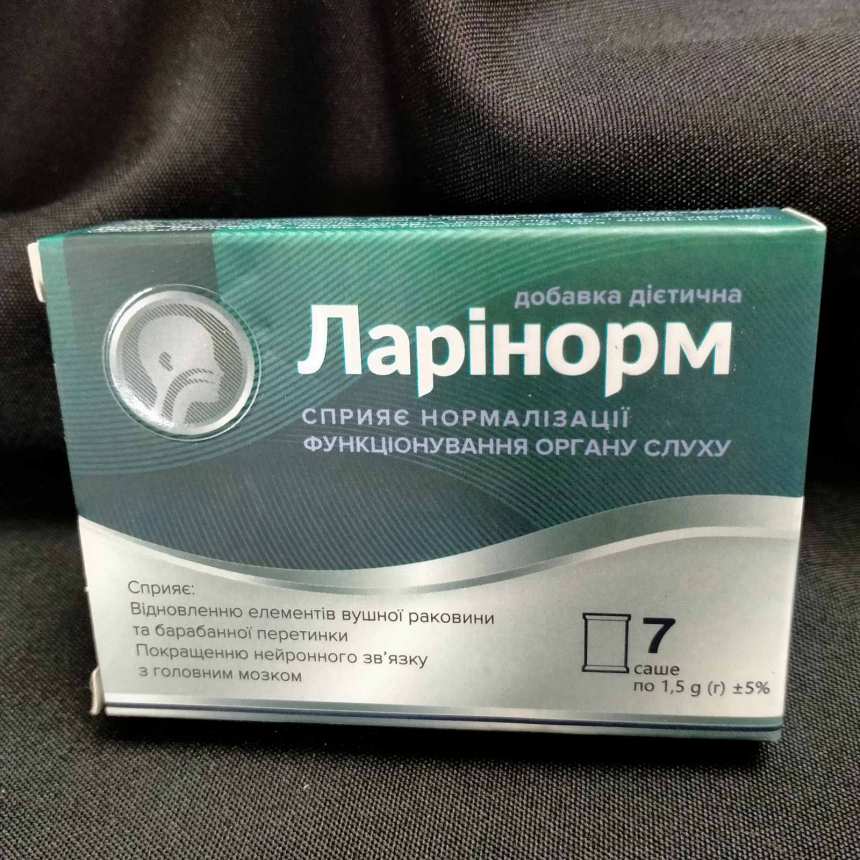 добавка дієтична
Ларінорм
СПРИЯЄ НОРМАЛІЗАЦІЇ
ФУНКЦІОНУВАННЯ ОРГАНУ СЛУХУ
Сприяє:
Відновленню елементів вушної раковини
та барабанної перетинки
Покращенню нейронного зв'язку
з головним мозком
7
саше
по 1,5 g (г) ±5%